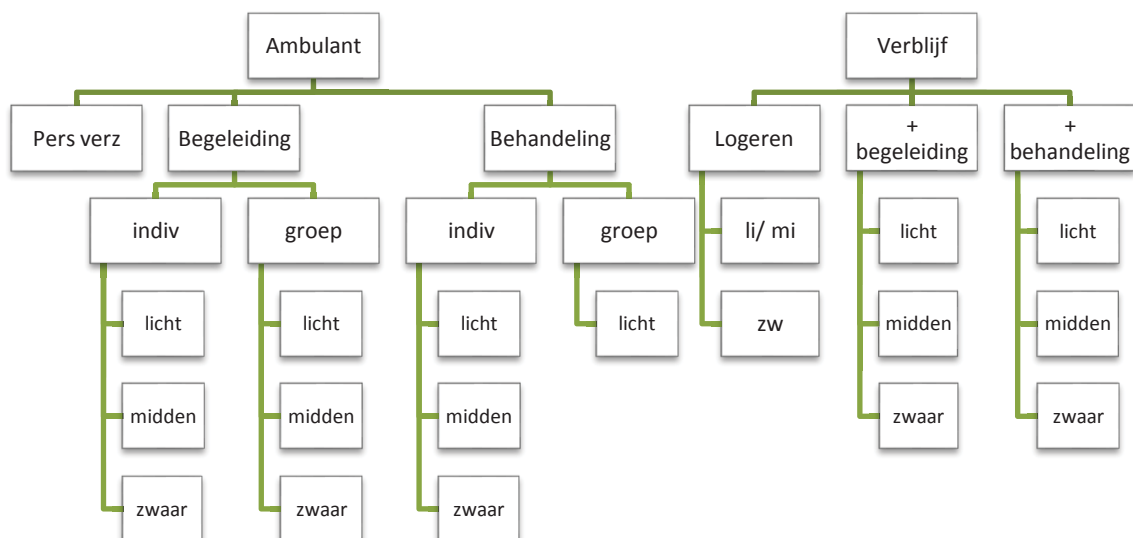 Ambulant
Verblijf
Pers verz
Begeleiding
Behandeling
Logeren
+
begeleiding
+
behandeling
indiv
groep
indiv
groep
li/ mi
licht
licht
licht
licht
licht
licht
zw
midden
midden
midden
midden
midden
zwaar
zwaar
zwaar
zwaar
zwaar